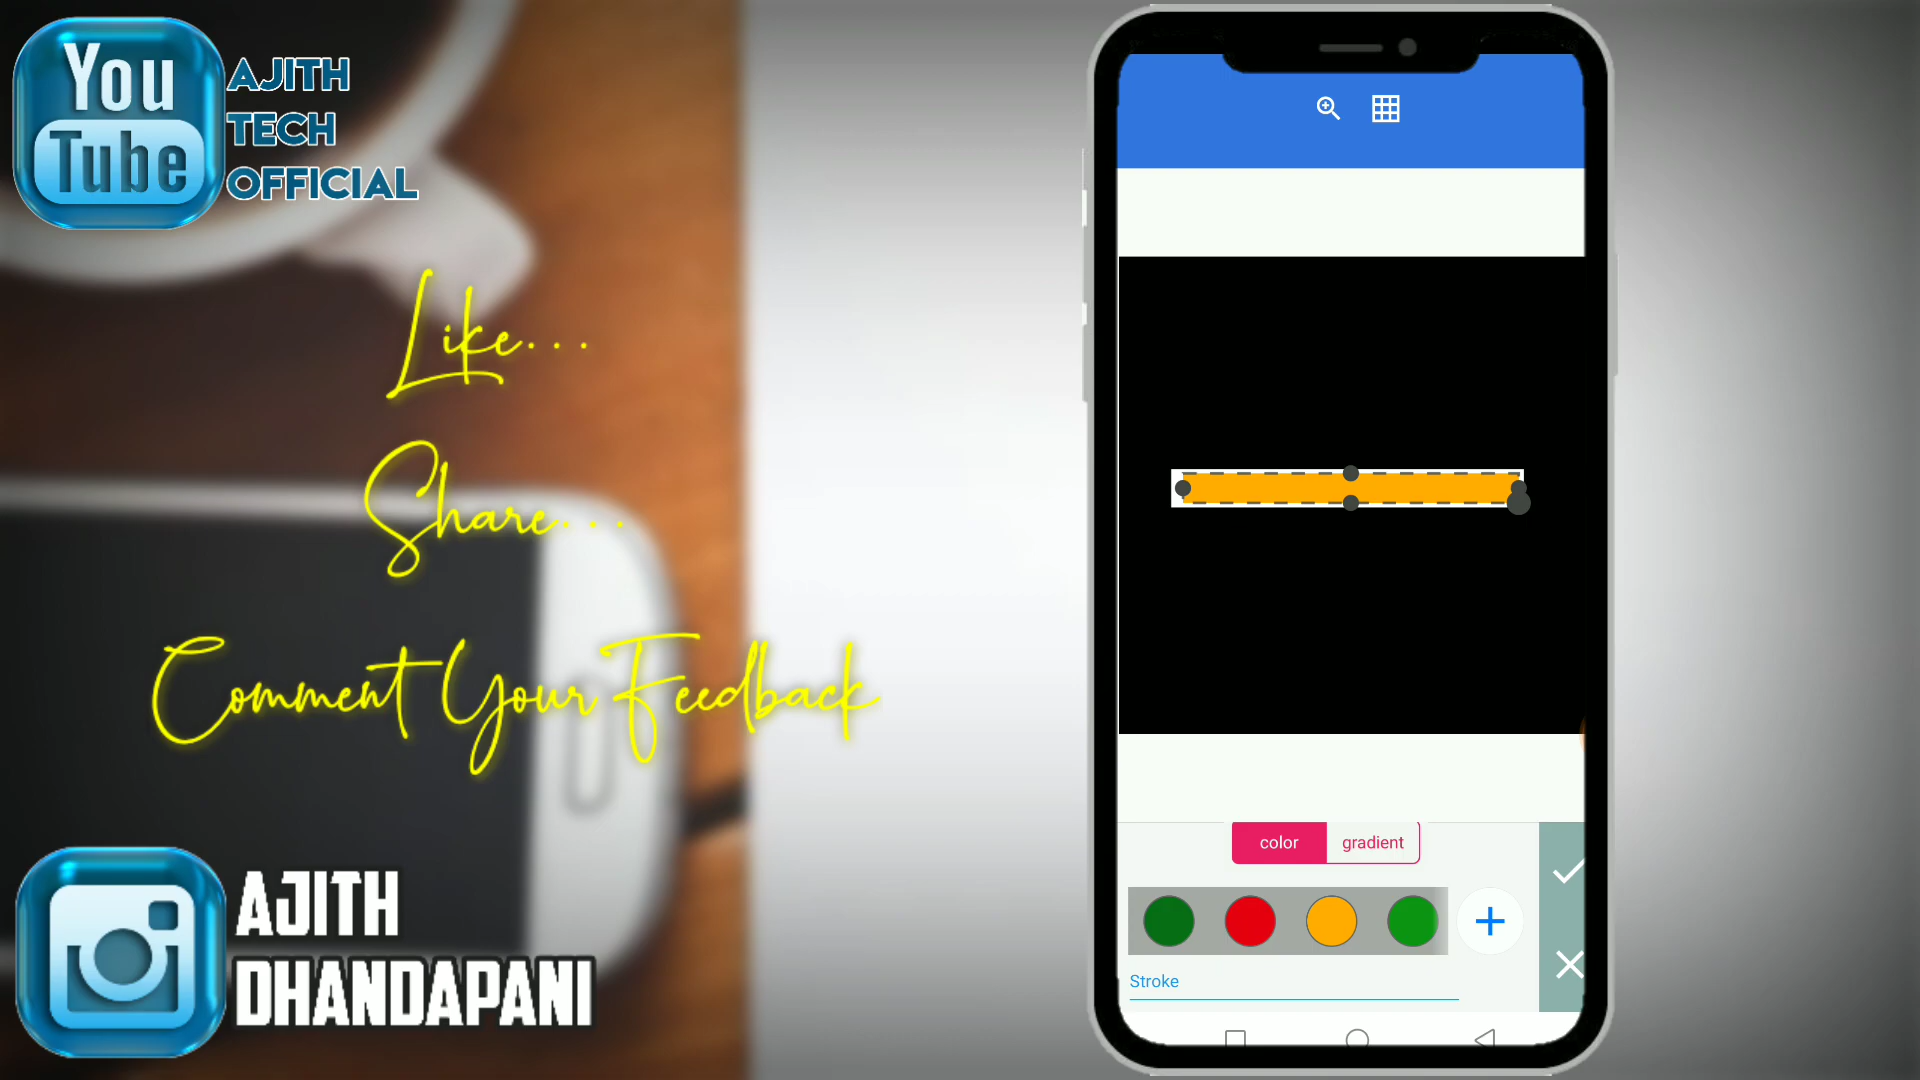 You
Tube
AJITH
TECH
OFFICIAL
Like...
Share...
Comment Your Feedback
AJITH
DHANDAPANI
color
gradient
Stroke